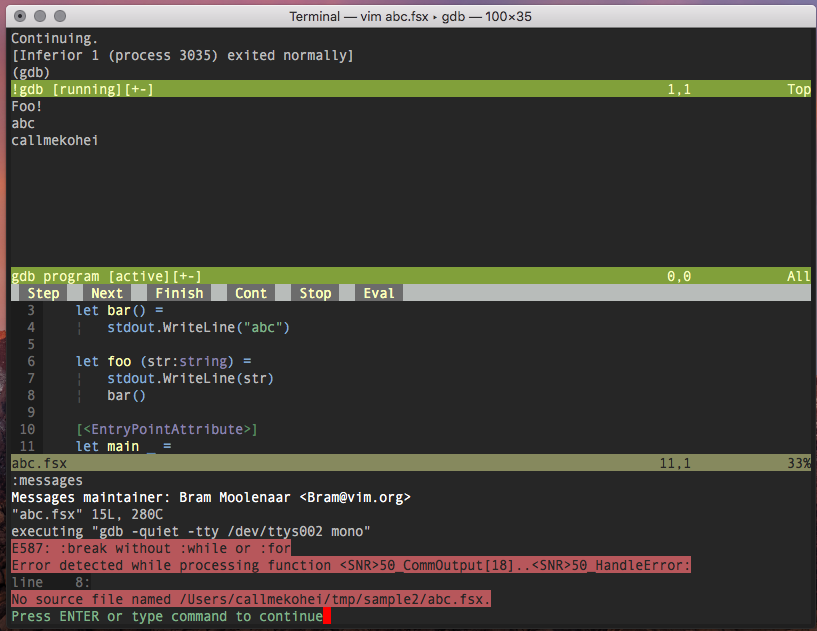 Terminal — vim abc.fsx ▸ gdb — 100×35
Continuing.
[Inferior 1 (process 3035) exited normally]
(gdb)
!gdb [running][+-] 1,1 Top
Foo!
abc
callmekohei
gdb program [active][+-] 0,0 All
Step Next Finish Cont Stop Eval
3 let bar() =
4 ¦ stdout.WriteLine("abc")
5
6 let foo (str:string) =
7 ¦ stdout.WriteLine(str)
8 ¦ bar()
9
10 [<EntryPointAttribute>]
11 let main _ =
abc.fsx 11,1 33%
:messages
Messages maintainer: Bram Moolenaar <Bram@vim.org>
"abc.fsx" 15L, 280C
executing "gdb -quiet -tty /dev/ttys002 mono"
E587: :break without :while or :for
Error detected while processing function <SNR>50_CommOutput[18]..<SNR>50_HandleError:
line    8:
No source file named /Users/callmekohei/tmp/sample2/abc.fsx.
Press ENTER or type command to continue